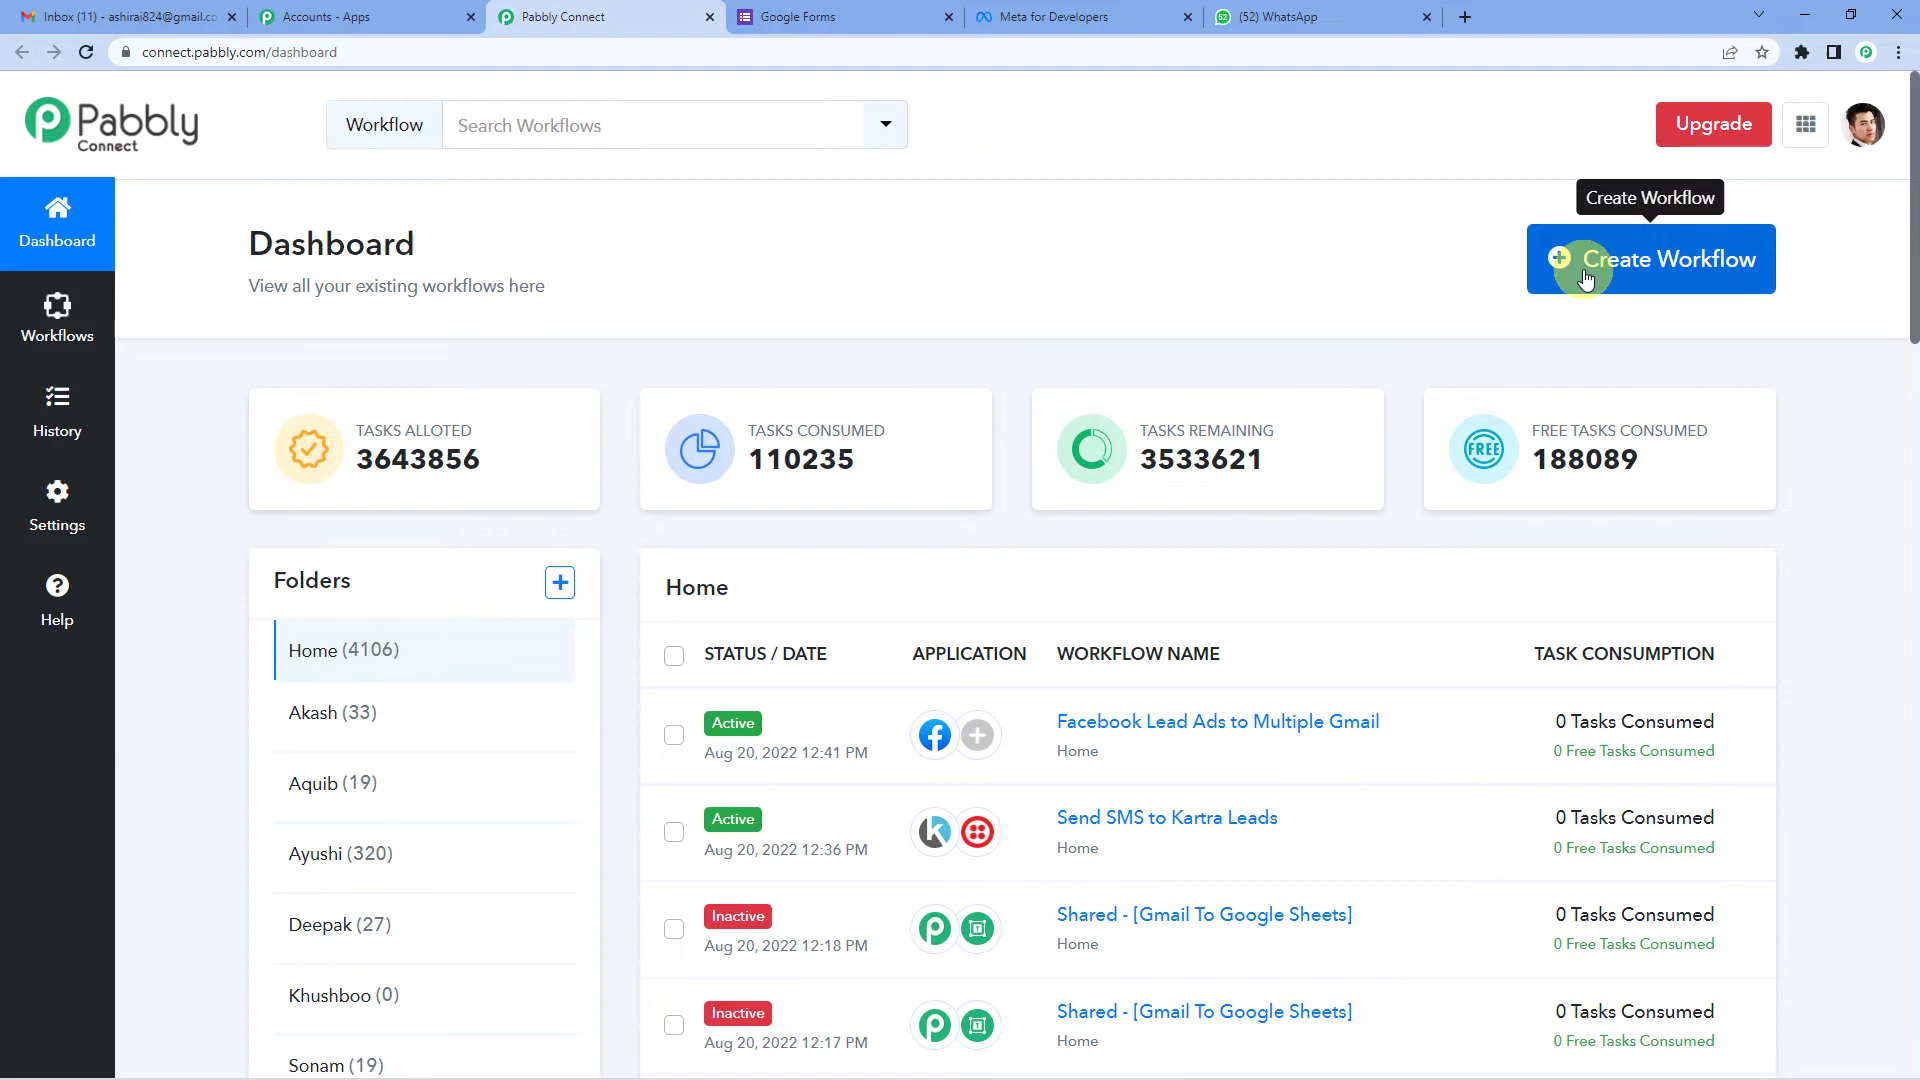 Inbox (11) - ashirai824@gmail.co
Accounts - Apps
Pabbly Connect
Google Forms
Meta for Developers
(52) WhatsApp
connect.pabbly.com/dashboard
Pabbly
Connect
Workflow
Search Workflows
Upgrade
Create Workflow
Dashboard
Dashboard
View all your existing workflows here
Create Workflow
Workflows
History
Settings
Help
TASKS ALLOTED
3643856
TASKS CONSUMED
110235
TASKS REMAINING
3533621
FREE
FREE TASKS CONSUMED
188089
Folders
Home (4106)
Akash (33)
Aquib (19)
Ayushi (320)
Deepak (27)
Khushboo (0)
Sonam (19)
Home
STATUS / DATE APPLICATION WORKFLOW NAME TASK CONSUMPTION
Active Facebook Lead Ads to Multiple Gmail 0 Tasks Consumed
Aug 20, 2022 12:41 PM Home 0 Free Tasks Consumed
Active Send SMS to Kartra Leads 0 Tasks Consumed
Aug 20, 2022 12:36 PM Home 0 Free Tasks Consumed
Inactive Shared - [Gmail To Google Sheets] 0 Tasks Consumed
Aug 20, 2022 12:18 PM Home 0 Free Tasks Consumed
Inactive Shared - [Gmail To Google Sheets] 0 Tasks Consumed
Aug 20, 2022 12:17 PM Home 0 Free Tasks Consumed